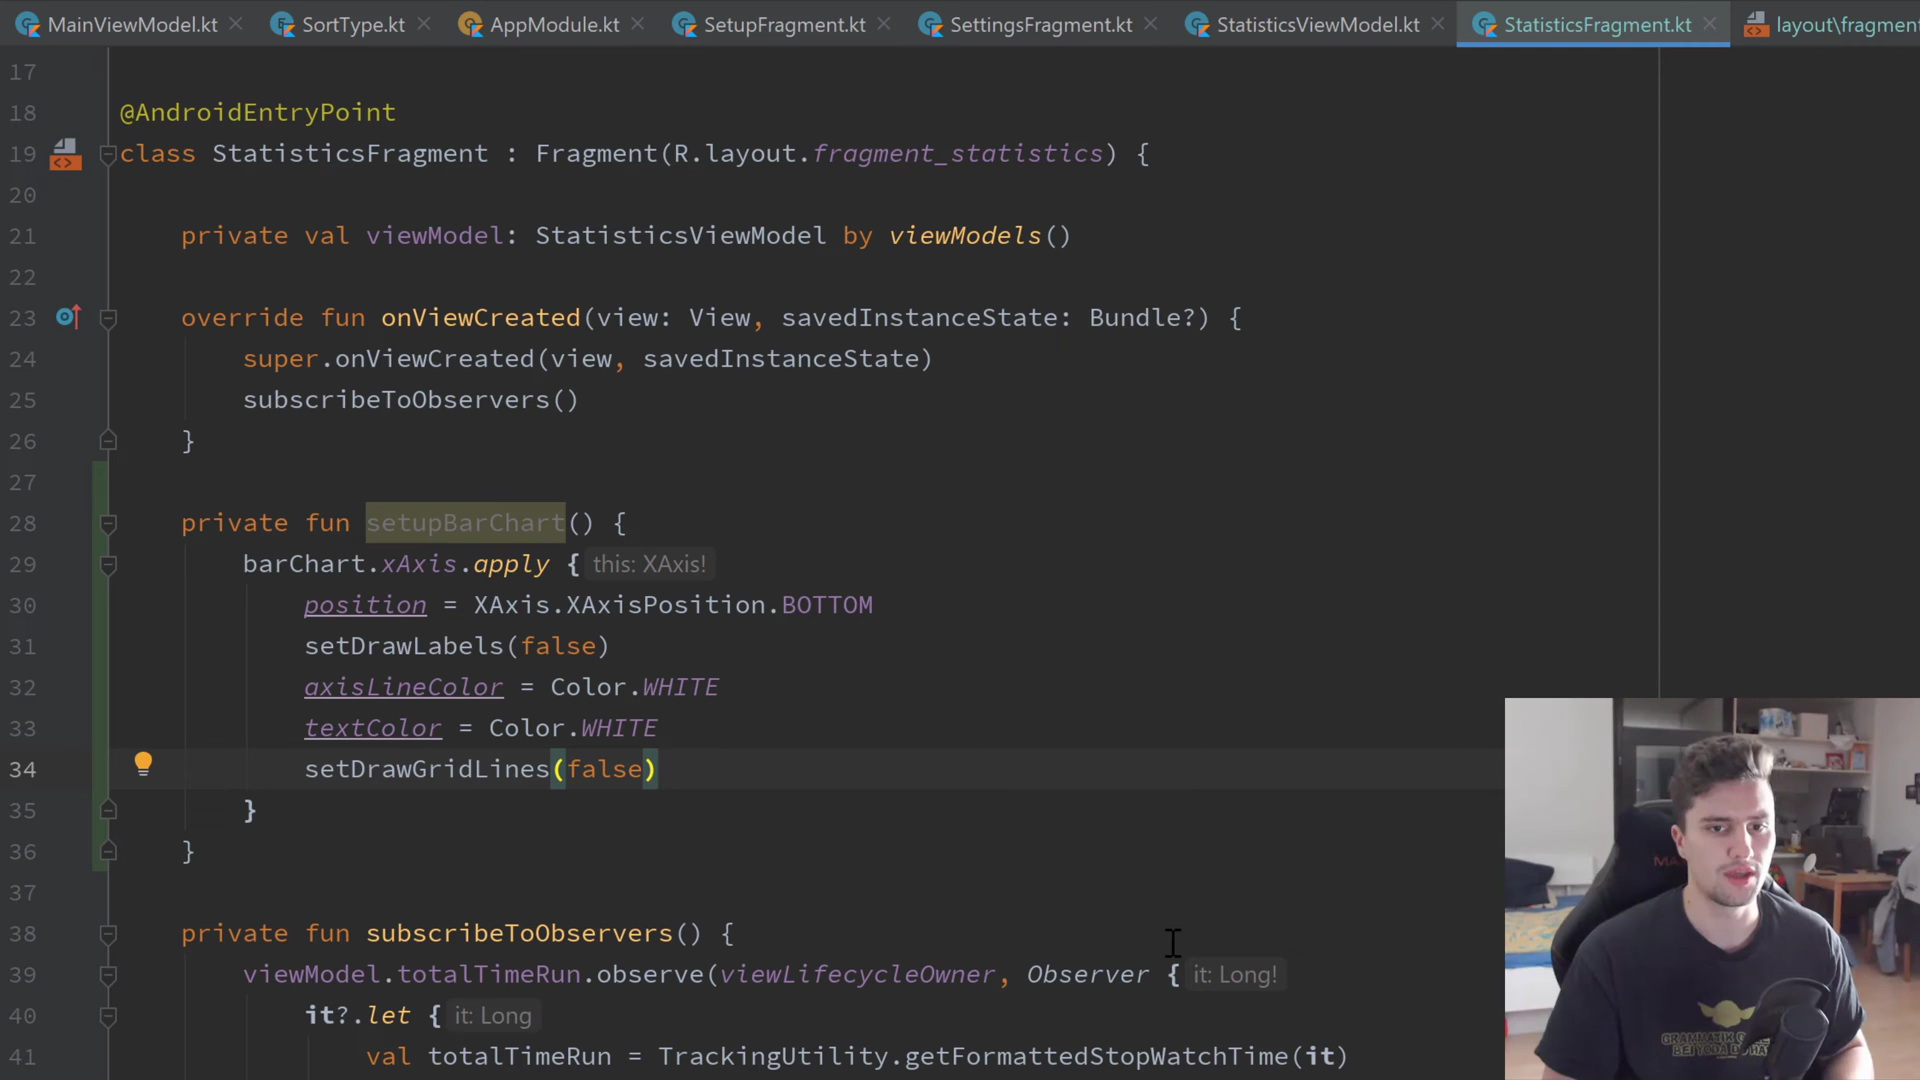 MainViewModel.kt SortType.kt AppModule.kt SetupFragment.kt SettingsFragment.kt StatisticsViewModel.kt StatisticsFragment.kt layout\fragment
17
18 @AndroidEntryPoint
19 class StatisticsFragment : Fragment(R.layout.fragment_statistics) {
20
21 private val viewModel: StatisticsViewModel by viewModels()
22
23 override fun onViewCreated(view: View, savedInstanceState: Bundle?) {
24 super.onViewCreated(view, savedInstanceState)
25 subscribeToObservers()
26 }
27
28 private fun setupBarChart() {
29 barChart.xAxis.apply { this: XAxis!
30 position = XAxis.XAxisPosition.BOTTOM
31 setDrawLabels(false)
32 axisLineColor = Color.WHITE
33 textColor = Color.WHITE
34 setDrawGridLines(false)
35 }
36 }
37
38 private fun subscribeToObservers() {
39 viewModel.totalTimeRun.observe(viewLifecycleOwner, Observer { it: Long!
40 it?.let { it: Long
41 val totalTimeRun = TrackingUtility.getFormattedStopWatchTime(it)
GRAMMATIK
BEI YODA DU